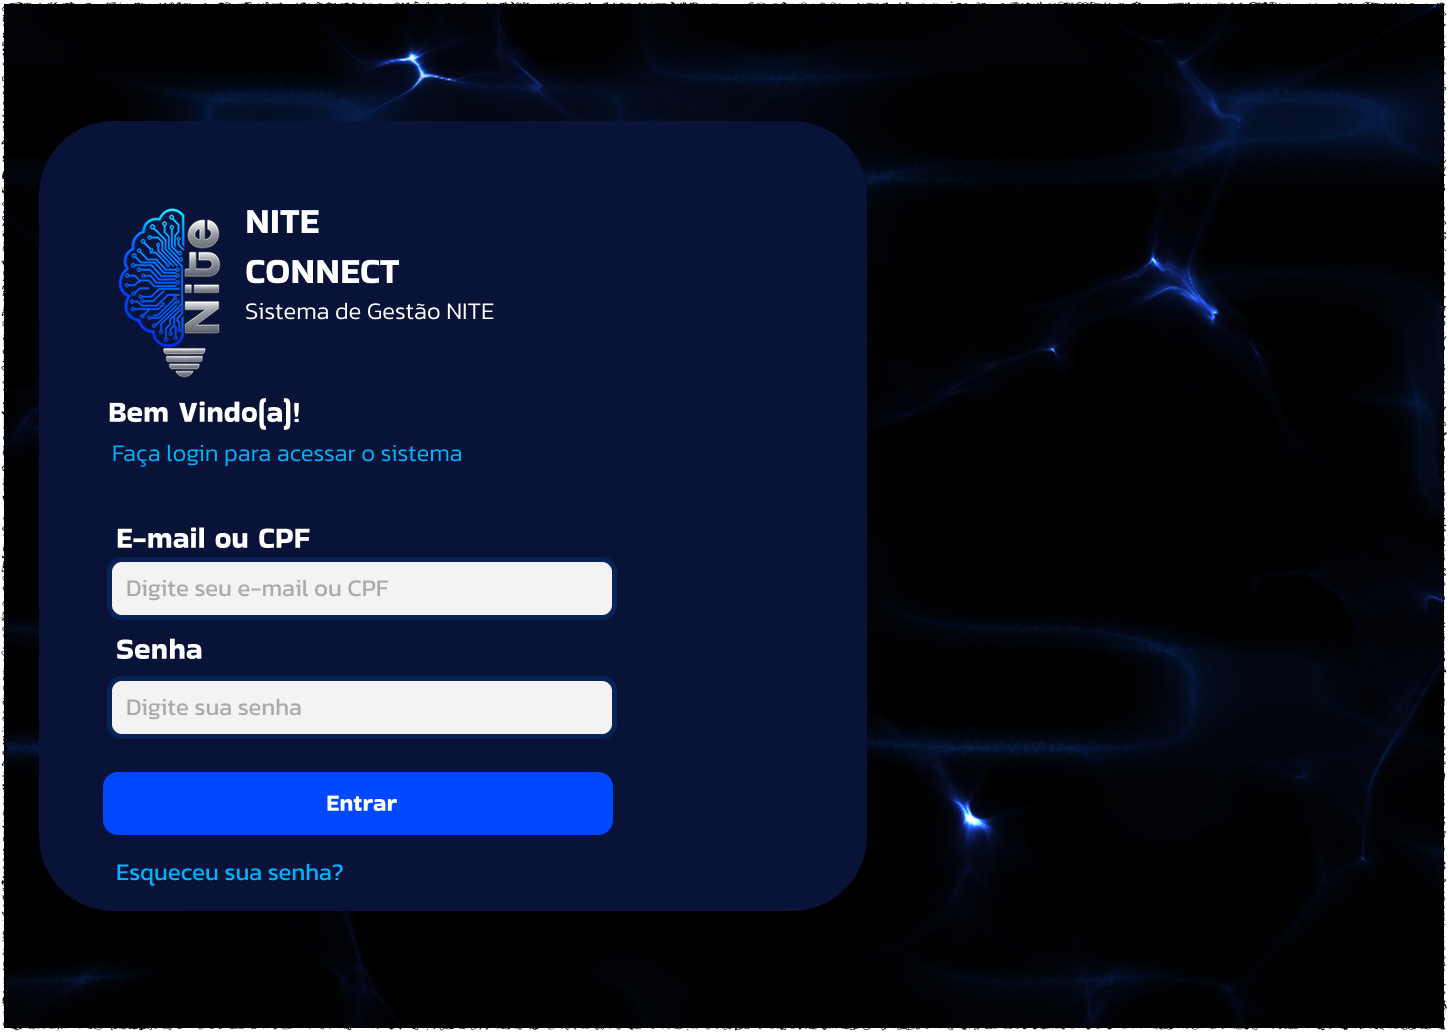 Nite
NITE
CONNECT
Sistema de Gestão NITE
Bem Vindo(a)!
Faça login para acessar o sistema
E-mail ou CPF
Digite seu e-mail ou CPF
Senha
Digite sua senha
Entrar
Esqueceu sua senha?